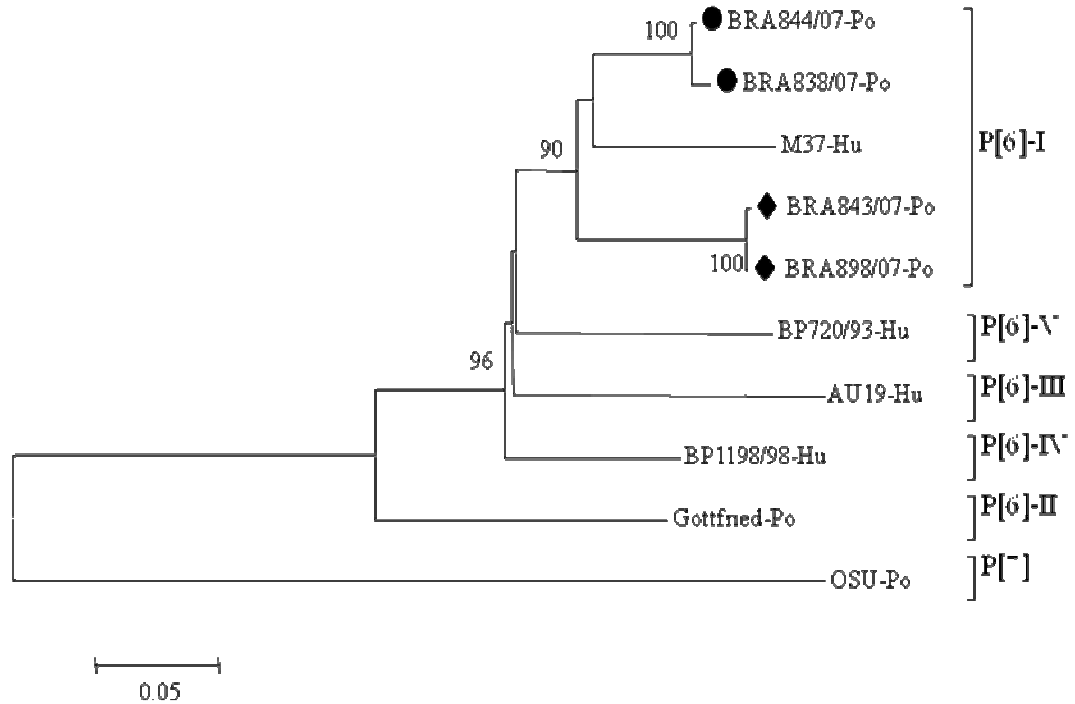 100
BRA844/07-Po
BRA838/07-Po
P[6]-I
90
M37-Hu
BRA843/07-Po
100
BRA898/07-Po
BP720/93-Hu
P[6]-V
96
AU19-Hu
P[6]-III
BP1198/98-Hu
P[6]-IV
Gottfried-Po
P[6]-II
OSU-Po
0.05